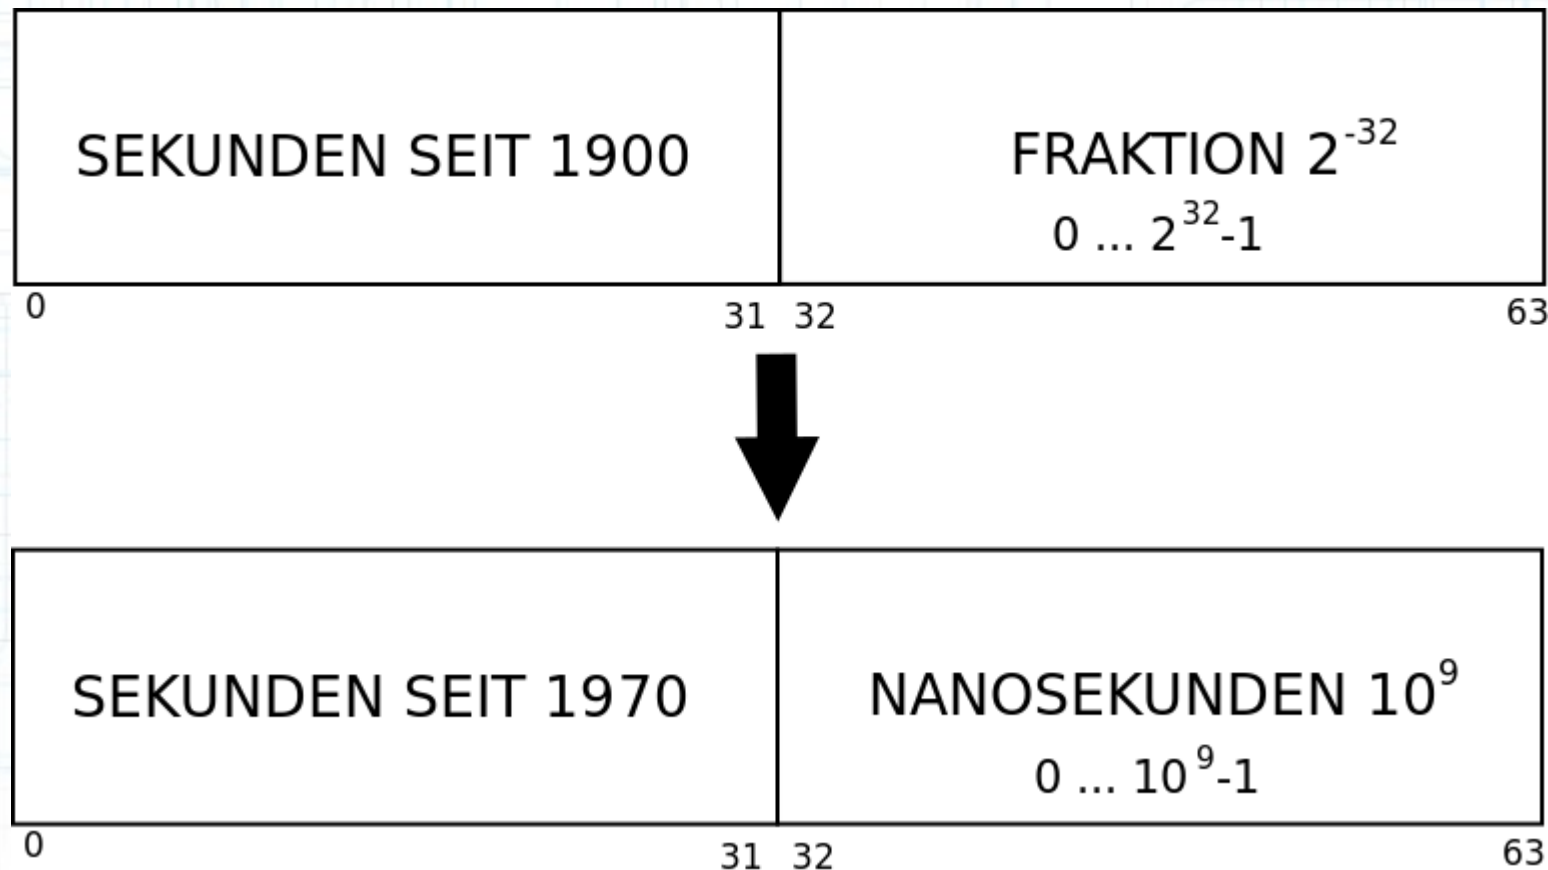 SEKUNDEN SEIT 1900
FRAKTION 2⁻³²
0 ... 2³²-1
0
31 32
63
SEKUNDEN SEIT 1970
NANOSEKUNDEN 10⁹
0 ... 10⁹-1
0
31 32
63